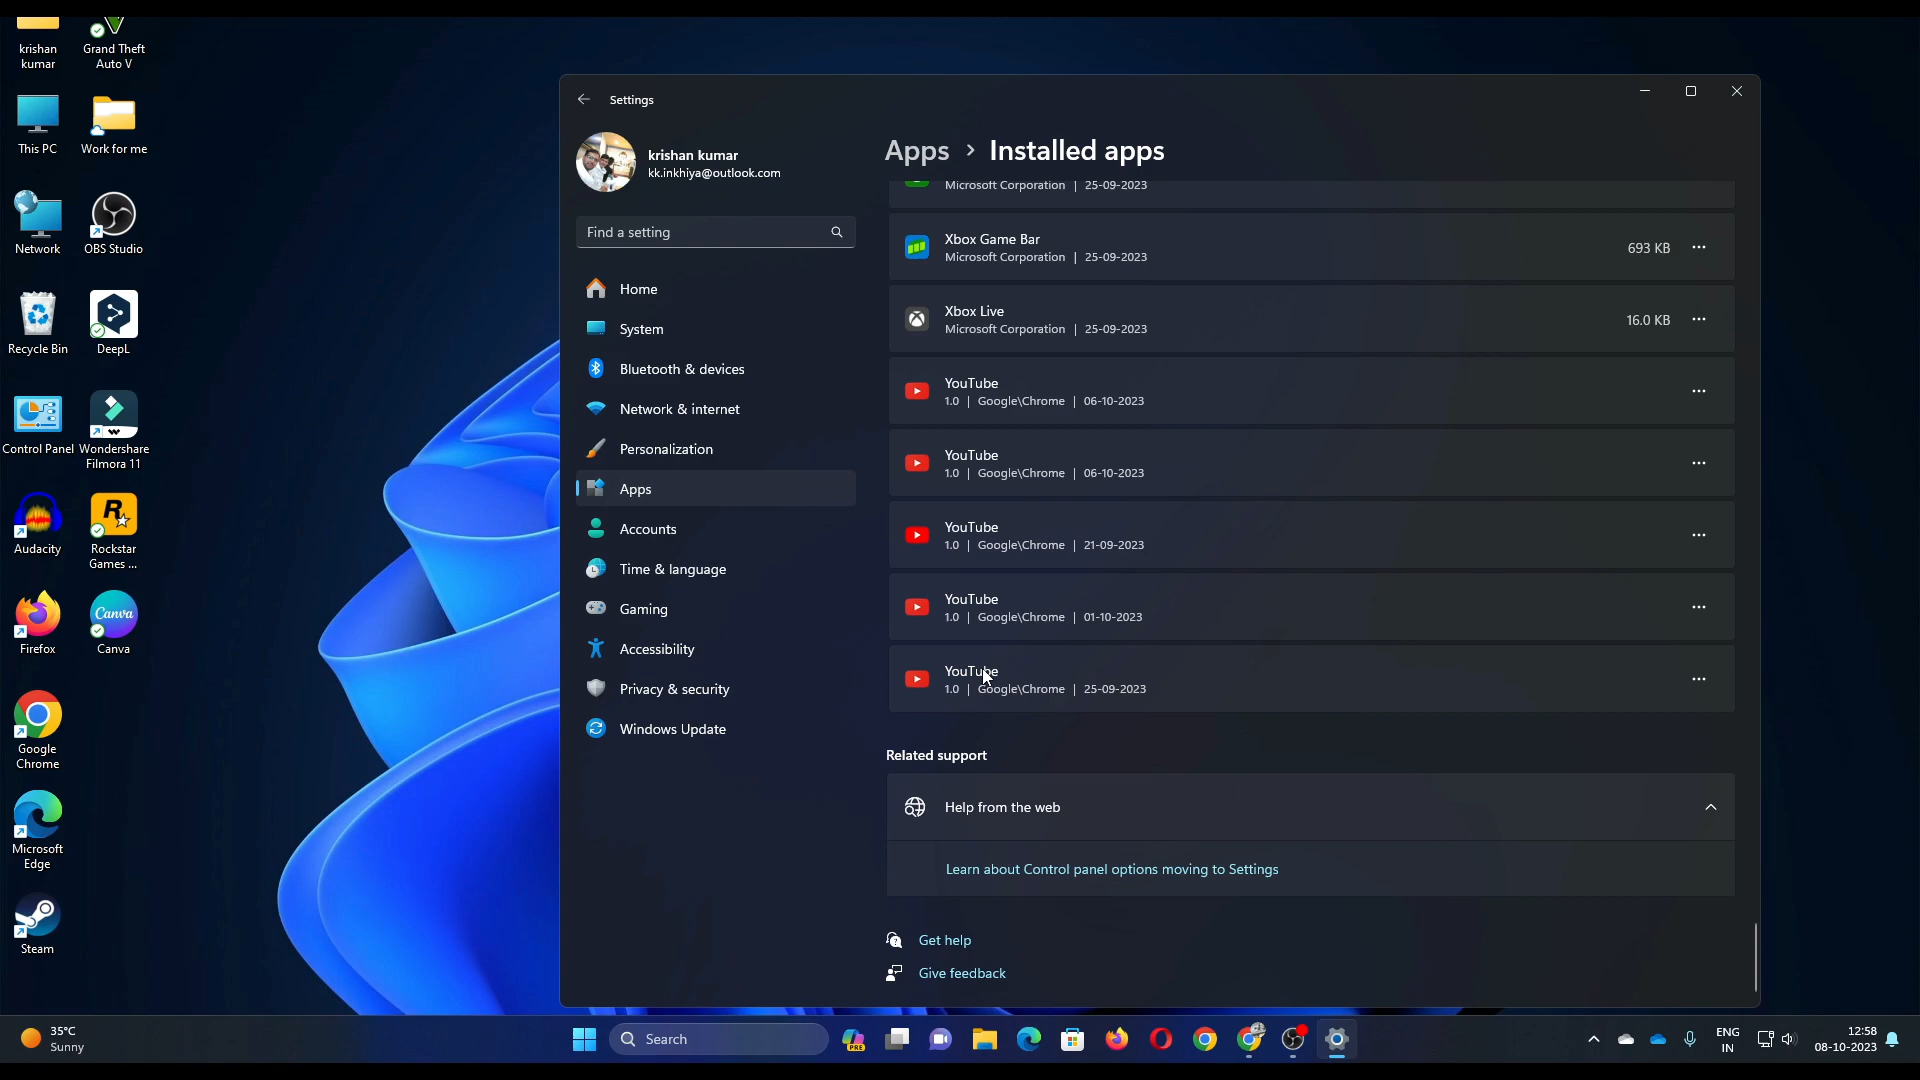 krishan
kumar
Grand Theft
Auto V
This PC
Work for me
Network
OBS Studio
Recycle Bin
DeepL
Control Panel
Wondershare
Filmora 11
Audacity
Rockstar
Games ...
Firefox
Canva
Canva
Google
Chrome
Microsoft
Edge
Steam
Settings
krishan kumar
kk.inkhiya@outlook.com
Find a setting
Home
System
Bluetooth & devices
Network & internet
Personalization
Apps
Accounts
Time & language
Gaming
Accessibility
Privacy & security
Windows Update
Apps > Installed apps
Microsoft Corporation | 25-09-2023
Xbox Game Bar
Microsoft Corporation | 25-09-2023
693 KB
Xbox Live
Microsoft Corporation | 25-09-2023
16.0 KB
YouTube
1.0 | Google\Chrome | 06-10-2023
YouTube
1.0 | Google\Chrome | 06-10-2023
YouTube
1.0 | Google\Chrome | 21-09-2023
YouTube
1.0 | Google\Chrome | 01-10-2023
YouTube
1.0 | Google\Chrome | 25-09-2023
Related support
Help from the web
Learn about Control panel options moving to Settings
Get help
Give feedback
35°C
Sunny
Search
PRE
ENG
IN
12:58
08-10-2023